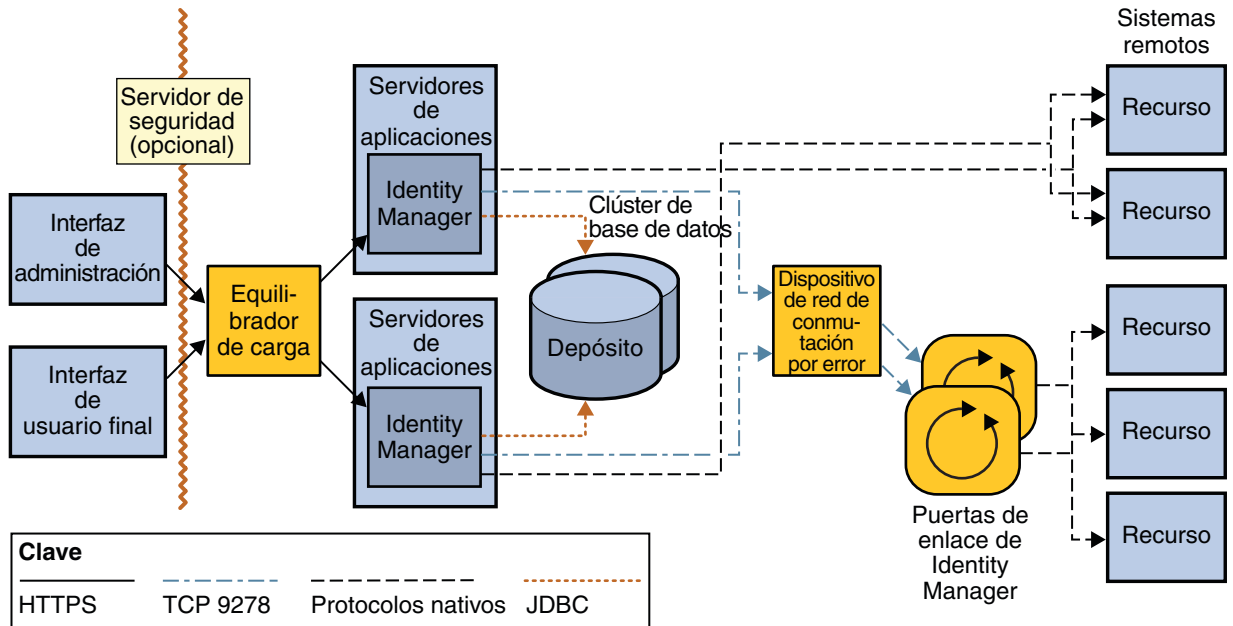 Sistemas
remotos
Servidor de
seguridad
(opcional)
Servidores
de
aplicaciones
Identity
Manager
Recurso
Recurso
Interfaz
de
administración
Equili-
brador
de carga
Clúster de
base de datos
Depósito
Dispositivo
de red de
conmu-
tación
por error
Interfaz
de
usuario final
Servidores
de
aplicaciones
Identity
Manager
Recurso
Recurso
Recurso
Puertas de
enlace de
Identity
Manager
Clave
HTTPS
TCP 9278
Protocolos nativos
JDBC